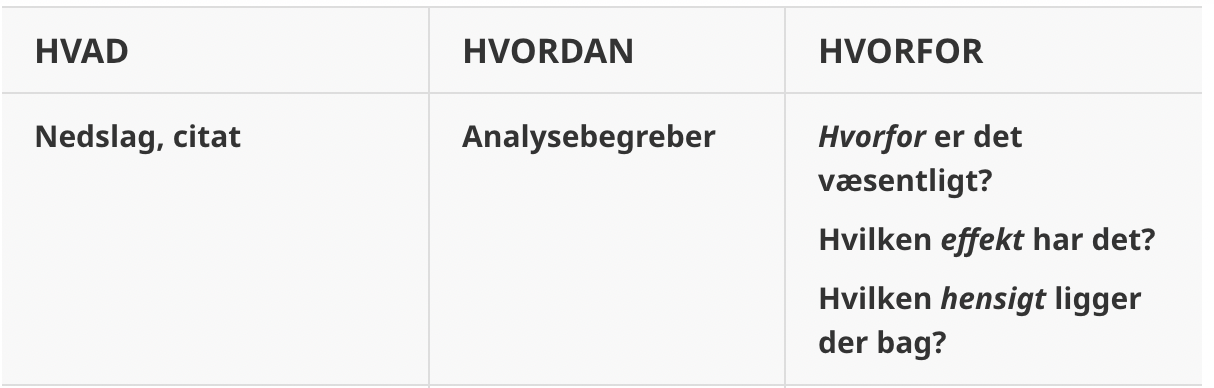 HVAD
HVORDAN
HVORFOR
Nedslag, citat
Analysebegreber
Hvorfor er det
væsentligt?
Hvilken effekt har det?
Hvilken hensigt ligger
der bag?